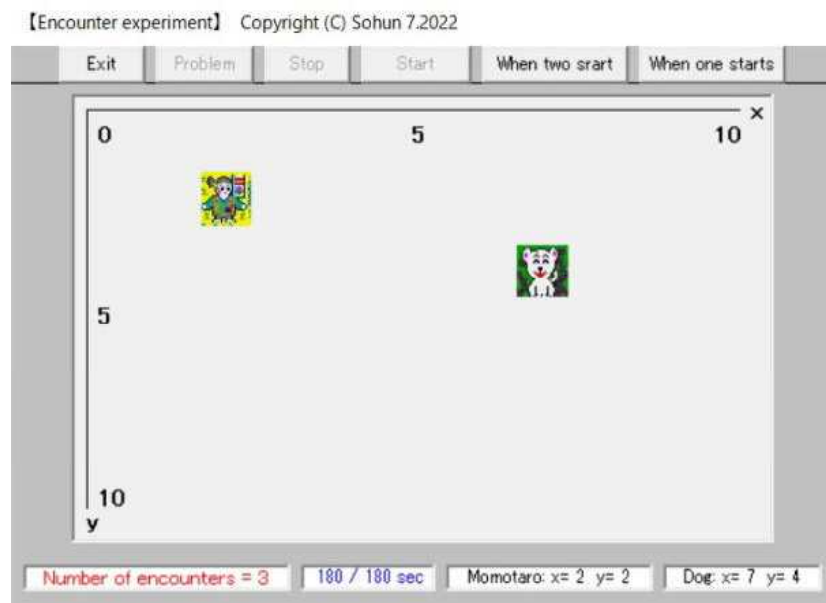 【Encounter experiment】 Copyright (C) Sohun 7.2022
Exit Problem Stop Start When two srart When one starts
x
0 5 10
5
10
y
Number of encounters = 3 180 / 180 sec Momotaro: x= 2 y= 2 Dog: x= 7 y= 4